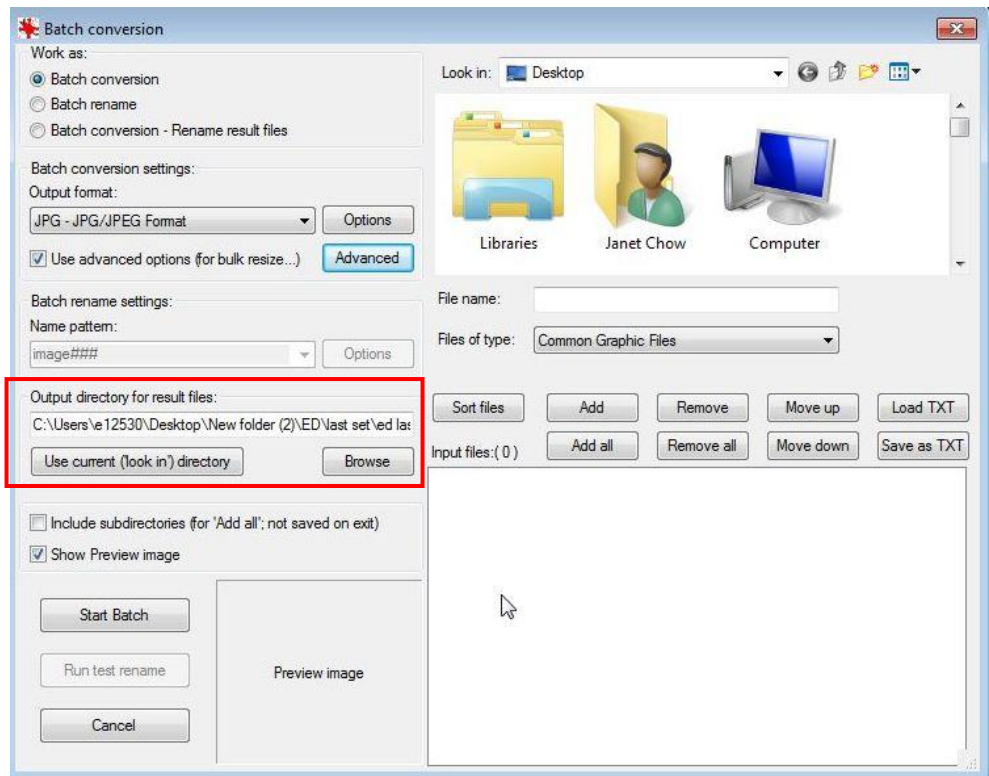 Batch conversion
Work as:
Batch conversion
Batch rename
Batch conversion - Rename result files
Batch conversion settings:
Output format:
JPG - JPG/JPEG Format
Options
Use advanced options (for bulk resize...)
Advanced
Batch rename settings:
Name pattern:
image###
Options
Output directory for result files:
C:\Users\e12530\Desktop\New folder (2)\ED\last set\ed las
Use current ('look in') directory
Browse
Include subdirectories (for 'Add all'; not saved on exit)
Show Preview image
Start Batch
Run test rename
Cancel
Preview image
Look in:
Desktop
Libraries
Janet Chow
Computer
File name:
Files of type:
Common Graphic Files
Sort files
Add
Remove
Move up
Load TXT
Input files:( 0 )
Add all
Remove all
Move down
Save as TXT